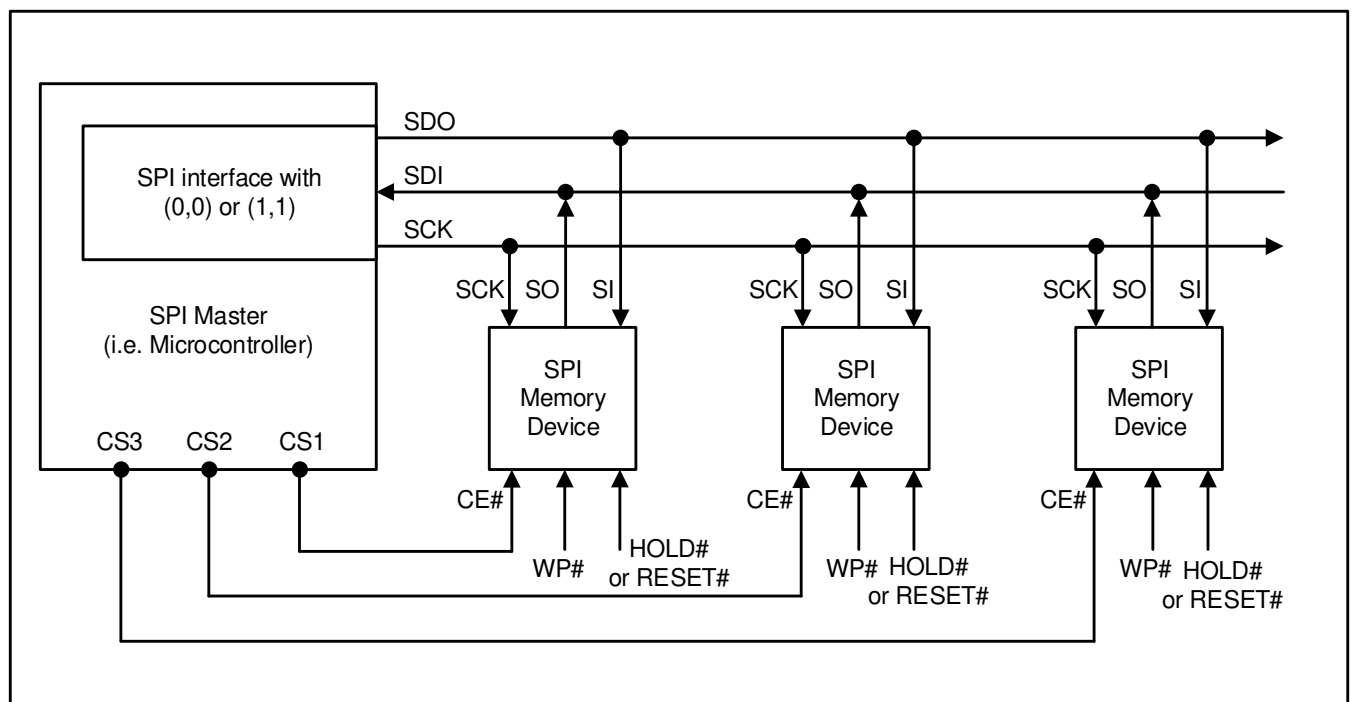 SDO
SPI interface with
(0,0) or (1,1)
SDI
SCK
SCK SO SI
SCK SO SI
SCK SO SI
SPI Master
(i.e. Microcontroller)
SPI
Memory
Device
SPI
Memory
Device
SPI
Memory
Device
CS3 CS2 CS1
CE#
WP#
HOLD#
or RESET#
CE#
WP#
HOLD#
or RESET#
CE#
WP#
HOLD#
or RESET#